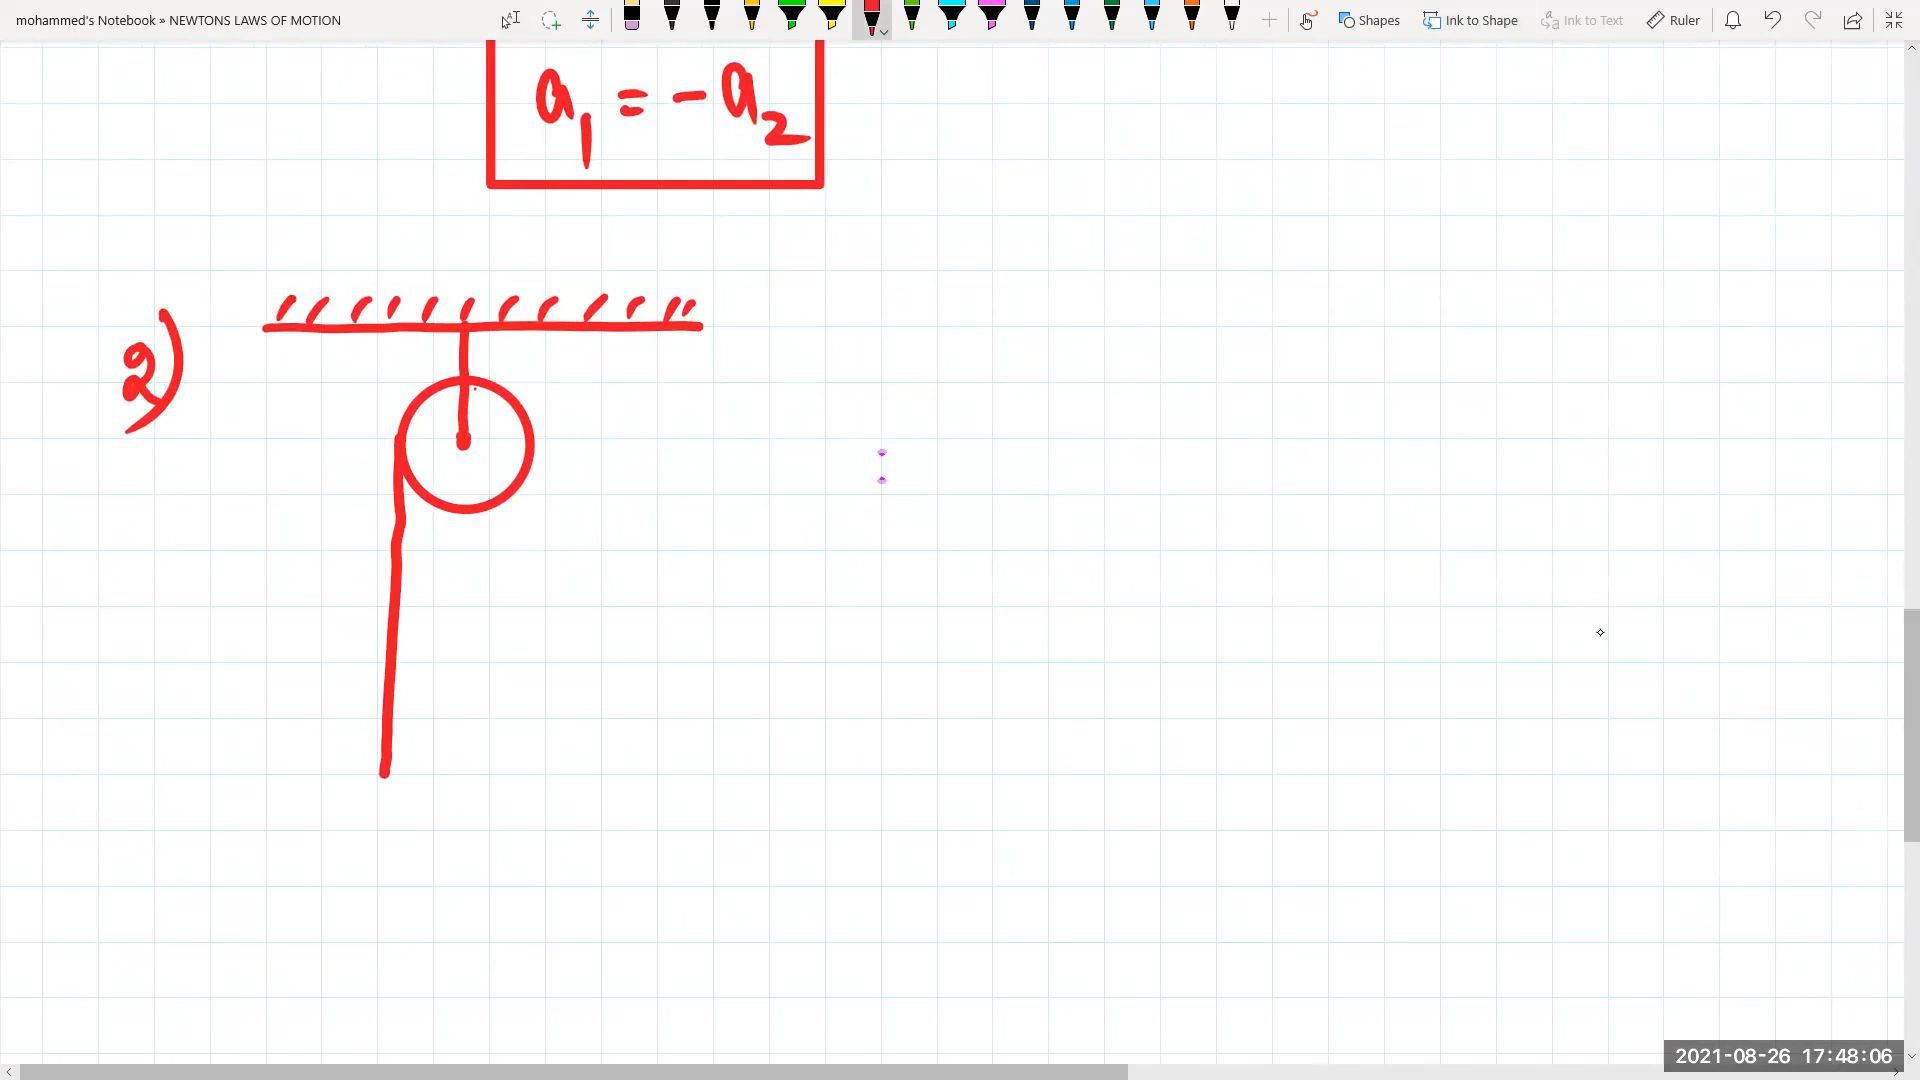 mohammed's Notebook » NEWTONS LAWS OF MOTION
Shapes
Ink to Shape
Ink to Text
Ruler
a₁ = - a₂
2)
2021-08-26 17:48:06